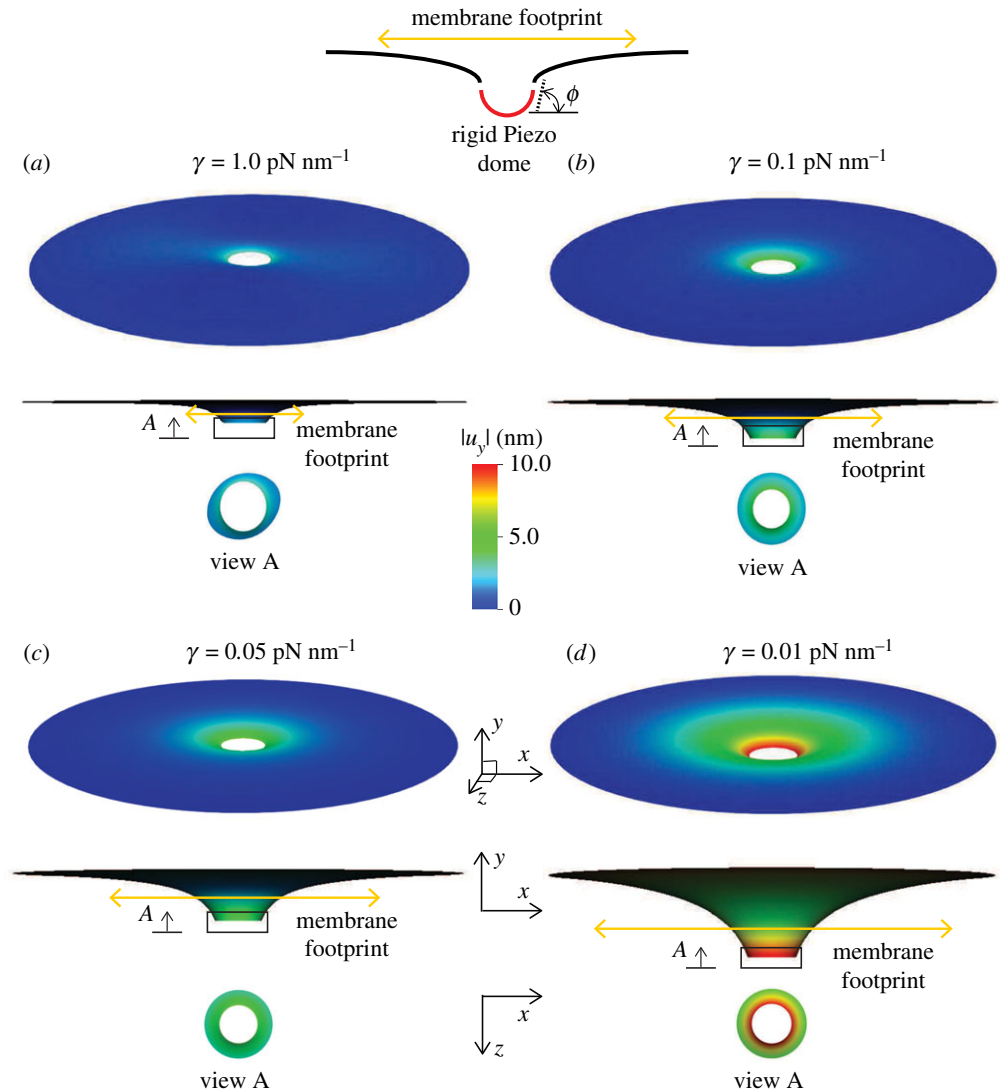 membrane footprint
ϕ
rigid Piezo
dome
(a)
γ = 1.0 pN nm⁻¹
(b)
γ = 0.1 pN nm⁻¹
A
membrane
footprint
view A
|u_y| (nm)
10.0
5.0
0
A
membrane
footprint
view A
(c)
γ = 0.05 pN nm⁻¹
(d)
γ = 0.01 pN nm⁻¹
y
x
z
A
membrane
footprint
view A
y
x
x
z
A
membrane
footprint
view A